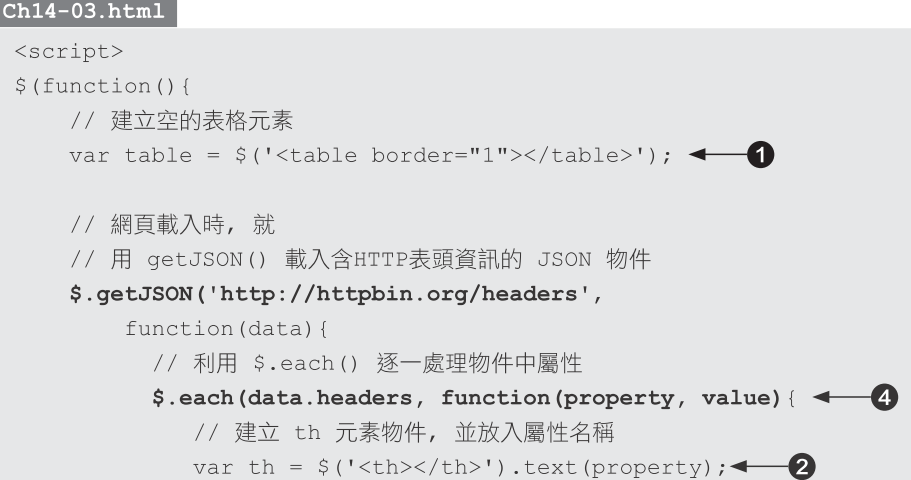 Ch14-03.html
<script>
$(function(){
// 建立空的表格元素
var table = $('<table border="1"></table>'); ❶
// 網頁載入時, 就
// 用 getJSON() 載入含HTTP表頭資訊的 JSON 物件
$.getJSON('http://httpbin.org/headers',
function(data){
// 利用 $.each() 逐一處理物件中屬性
$.each(data.headers, function(property, value){ ❹
// 建立 th 元素物件, 並放入屬性名稱
var th = $('<th></th>').text(property); ❷